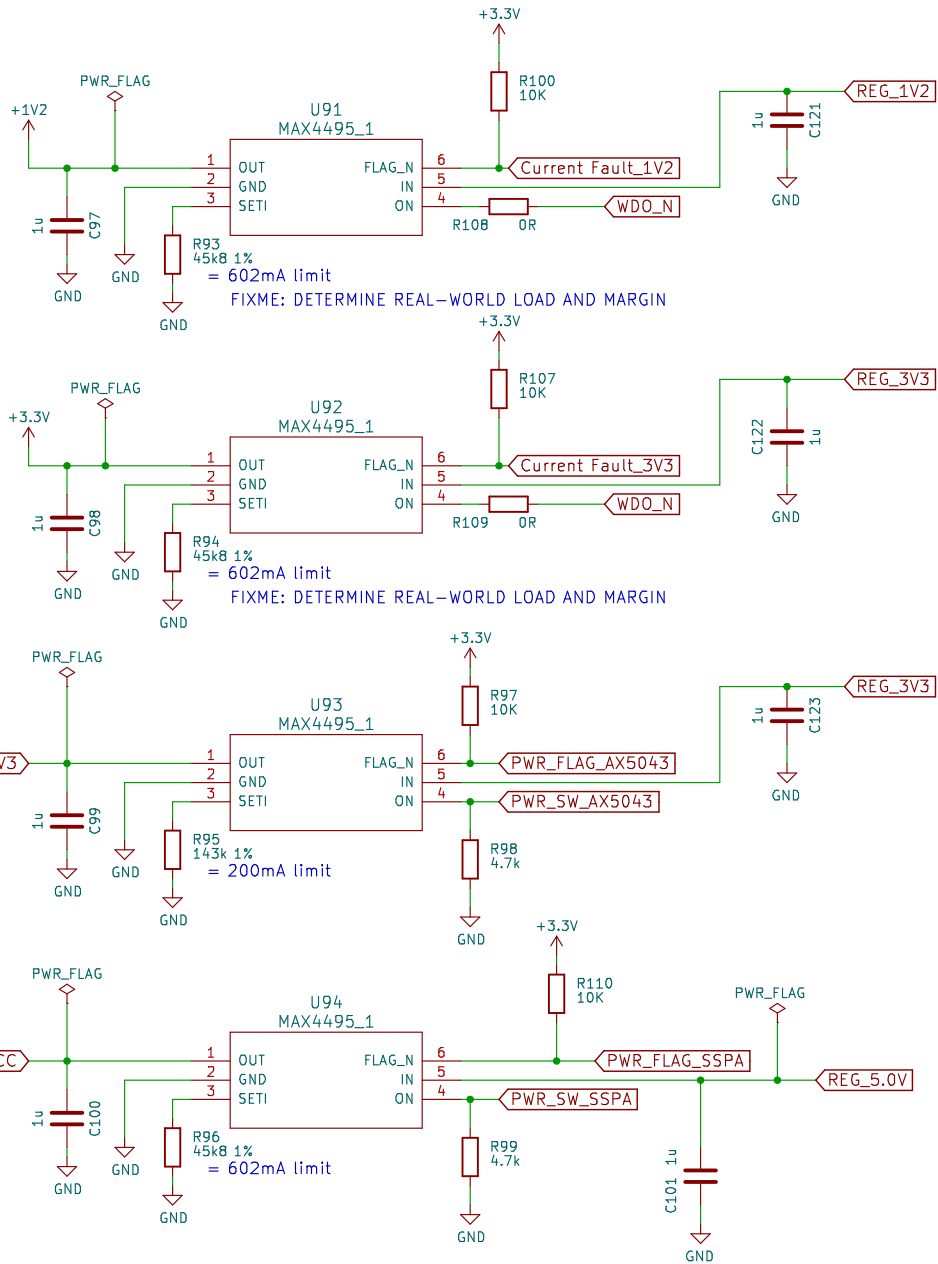 +3.3V
R100
10K
REG_1V2
1u
C121
GND
PWR_FLAG
+1V2
U91
MAX4495_1
1
OUT
2
GND
3
SETI
FLAG_N
6
IN
5
ON
4
Current Fault_1V2
WDO_N
R108
0R
1u
C97
GND
GND
R93
45k8 1%
= 602mA limit
FIXME: DETERMINE REAL-WORLD LOAD AND MARGIN
GND
+3.3V
R107
10K
REG_3V3
C122
1u
GND
PWR_FLAG
+3.3V
U92
MAX4495_1
1
OUT
2
GND
3
SETI
FLAG_N
6
IN
5
ON
4
Current Fault_3V3
WDO_N
R109
0R
1u
C98
GND
GND
R94
45k8 1%
= 602mA limit
FIXME: DETERMINE REAL-WORLD LOAD AND MARGIN
GND
+3.3V
R97
10K
REG_3V3
1u
C123
GND
PWR_FLAG
V3
U93
MAX4495_1
1
OUT
2
GND
3
SETI
FLAG_N
6
IN
5
ON
4
PWR_FLAG_AX5043
PWR_SW_AX5043
R98
4.7k
GND
1u
C99
GND
GND
R95
143k 1%
= 200mA limit
GND
+3.3V
R110
10K
PWR_FLAG
PWR_FLAG
CC
U94
MAX4495_1
1
OUT
2
GND
3
SETI
FLAG_N
6
IN
5
ON
4
PWR_FLAG_SSPA
REG_5.0V
PWR_SW_SSPA
R99
4.7k
GND
1u
C100
GND
GND
R96
45k8 1%
= 602mA limit
GND
C101
1u
GND